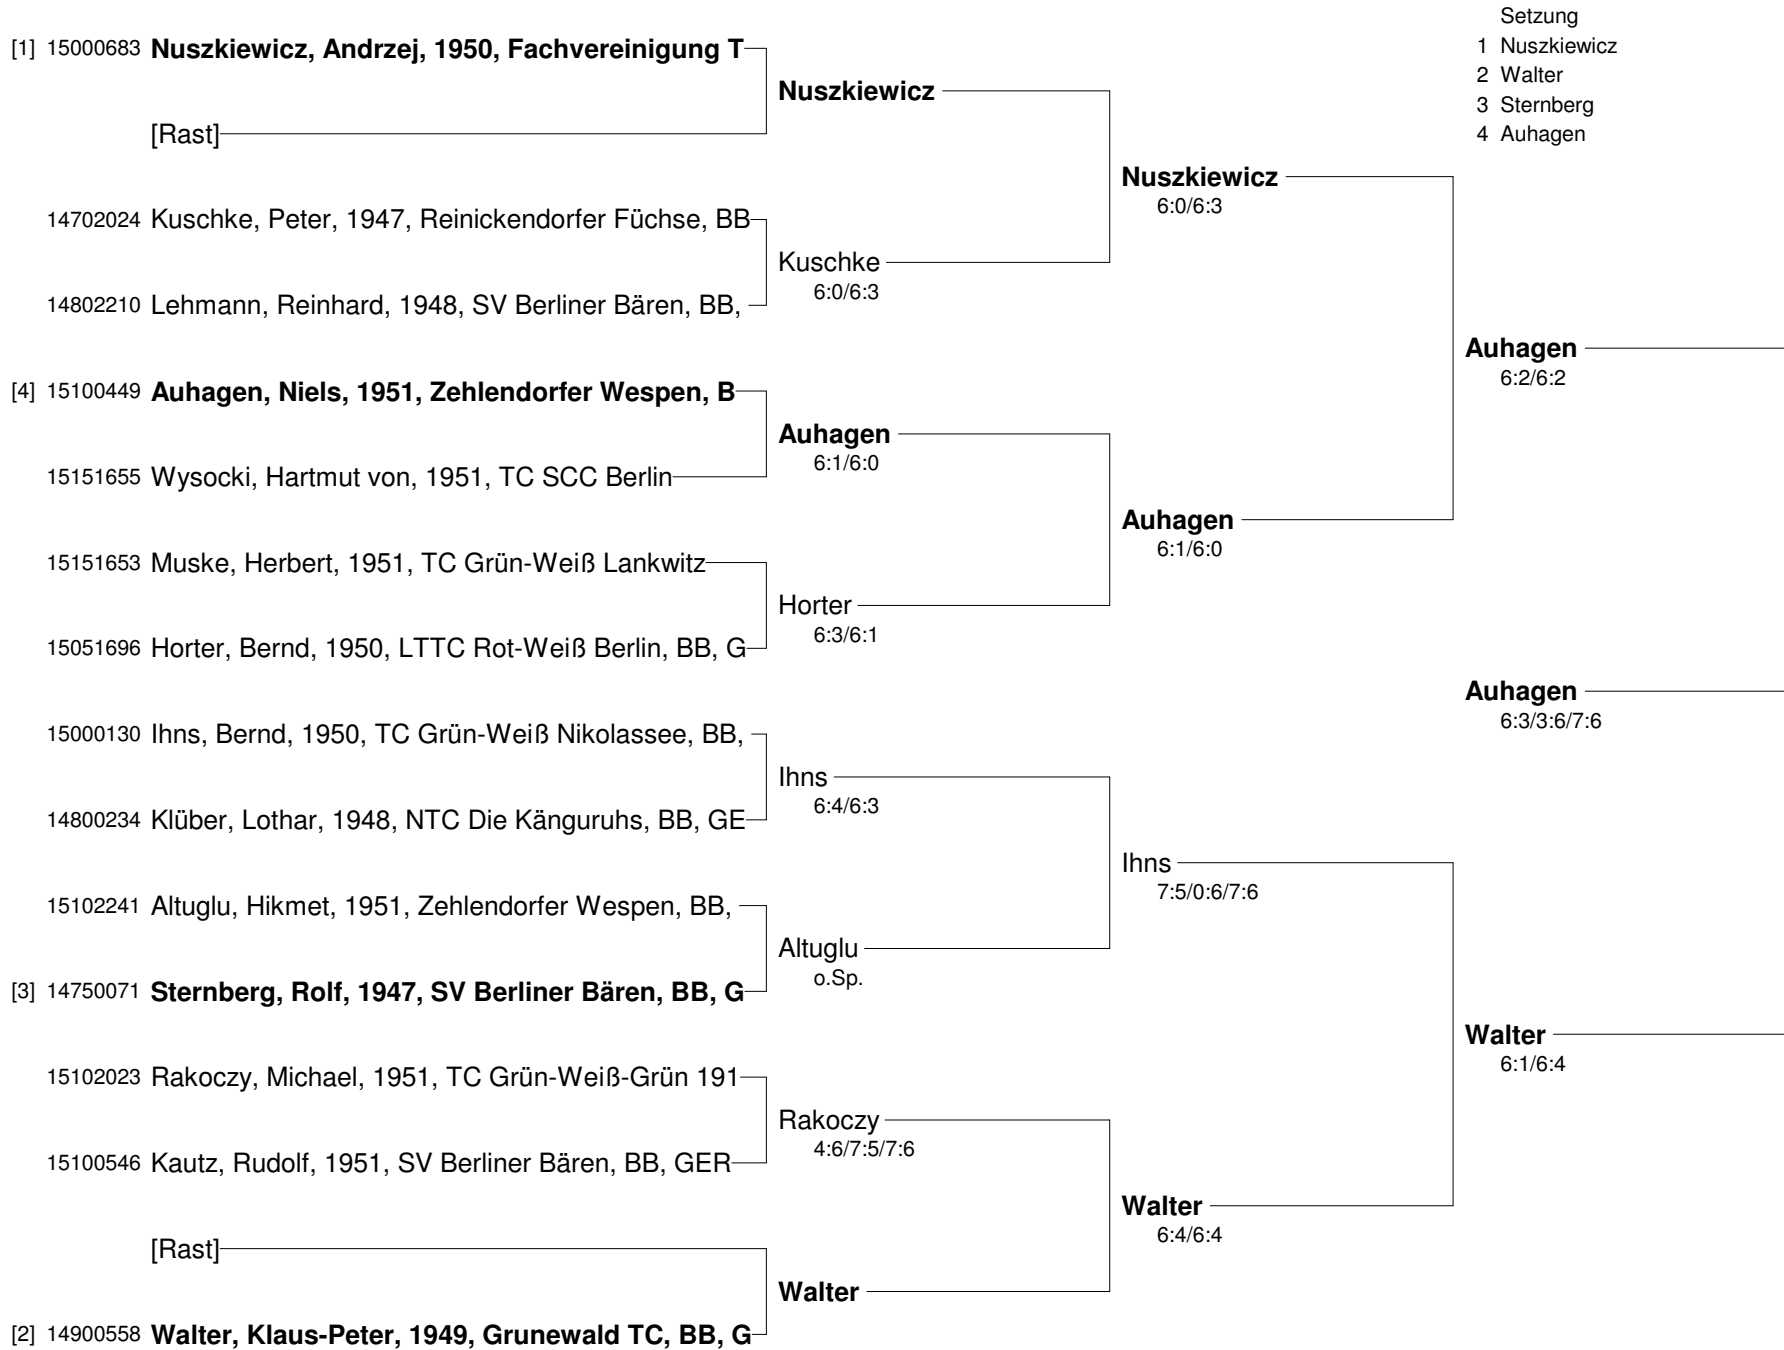 Setzung
1 Nuszkiewicz
2 Walter
3 Sternberg
4 Auhagen
[1] 15000683 Nuszkiewicz, Andrzej, 1950, Fachvereinigung T
Nuszkiewicz
[Rast]
Nuszkiewicz
6:0/6:3
14702024 Kuschke, Peter, 1947, Reinickendorfer Füchse, BB
Kuschke
6:0/6:3
14802210 Lehmann, Reinhard, 1948, SV Berliner Bären, BB,
Auhagen
6:2/6:2
[4] 15100449 Auhagen, Niels, 1951, Zehlendorfer Wespen, B
Auhagen
6:1/6:0
15151655 Wysocki, Hartmut von, 1951, TC SCC Berlin
Auhagen
6:1/6:0
15151653 Muske, Herbert, 1951, TC Grün-Weiß Lankwitz
Horter
6:3/6:1
15051696 Horter, Bernd, 1950, LTTC Rot-Weiß Berlin, BB, G
Auhagen
6:3/3:6/7:6
15000130 Ihns, Bernd, 1950, TC Grün-Weiß Nikolassee, BB,
Ihns
6:4/6:3
14800234 Klüber, Lothar, 1948, NTC Die Känguruhs, BB, GE
Ihns
7:5/0:6/7:6
15102241 Altuglu, Hikmet, 1951, Zehlendorfer Wespen, BB,
Altuglu
o.Sp.
[3] 14750071 Sternberg, Rolf, 1947, SV Berliner Bären, BB, G
Walter
6:1/6:4
15102023 Rakoczy, Michael, 1951, TC Grün-Weiß-Grün 191
Rakoczy
4:6/7:5/7:6
15100546 Kautz, Rudolf, 1951, SV Berliner Bären, BB, GER
Walter
6:4/6:4
[Rast]
Walter
[2] 14900558 Walter, Klaus-Peter, 1949, Grunewald TC, BB, G